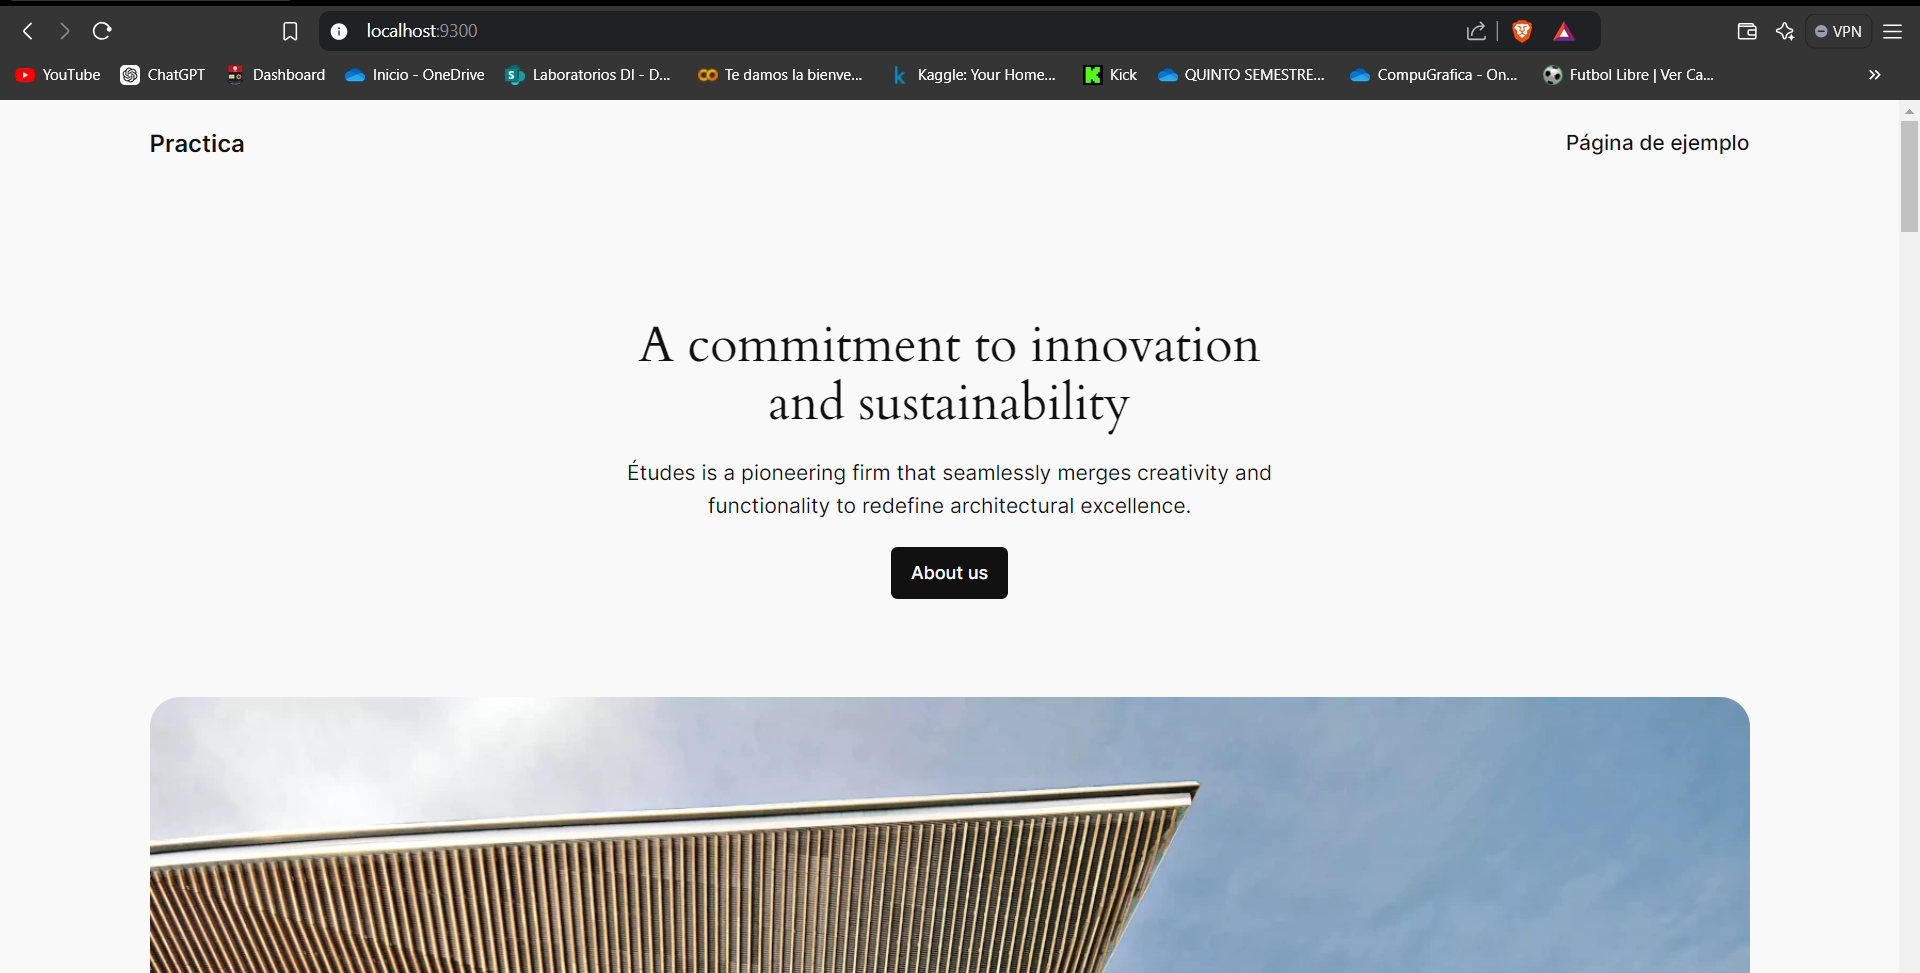 localhost:9300
VPN
YouTube
ChatGPT
Dashboard
Inicio - OneDrive
Laboratorios DI - D...
Te damos la bienve...
Kaggle: Your Home...
Kick
QUINTO SEMESTRE...
CompuGrafica - On...
Futbol Libre | Ver Ca...
Practica
Página de ejemplo
A commitment to innovation
and sustainability
Études is a pioneering firm that seamlessly merges creativity and
functionality to redefine architectural excellence.
About us